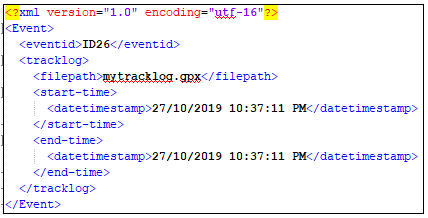 <?xml version="1.0" encoding="utf-16"?>
<Event>
<eventid>ID26</eventid>
<tracklog>
<filepath>mytracklog.gpx</filepath>
<start-time>
<datetimestamp>27/10/2019 10:37:11 PM</datetimestamp>
</start-time>
<end-time>
<datetimestamp>27/10/2019 10:37:11 PM</datetimestamp>
</end-time>
</tracklog>
</Event>